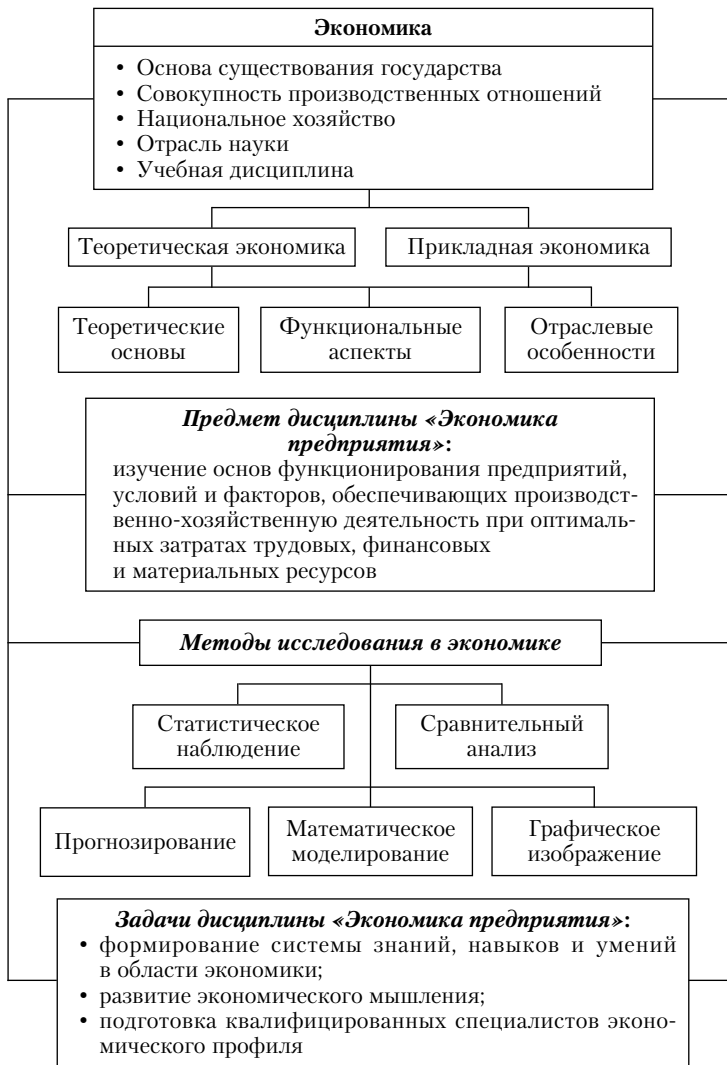 Экономика
• Основа существования государства
• Совокупность производственных отношений
• Национальное хозяйство
• Отрасль науки
• Учебная дисциплина
Теоретическая экономика
Прикладная экономика
Теоретические
основы
Функциональные
аспекты
Отраслевые
особенности
Предмет дисциплины «Экономика
предприятия»:
изучение основ функционирования предприятий,
условий и факторов, обеспечивающих производст-
венно-хозяйственную деятельность при оптималь-
ных затратах трудовых, финансовых
и материальных ресурсов
Методы исследования в экономике
Статистическое
наблюдение
Сравнительный
анализ
Прогнозирование
Математическое
моделирование
Графическое
изображение
Задачи дисциплины «Экономика предприятия»:
• формирование системы знаний, навыков и умений
в области экономики;
• развитие экономического мышления;
• подготовка квалифицированных специалистов эконо-
мического профиля